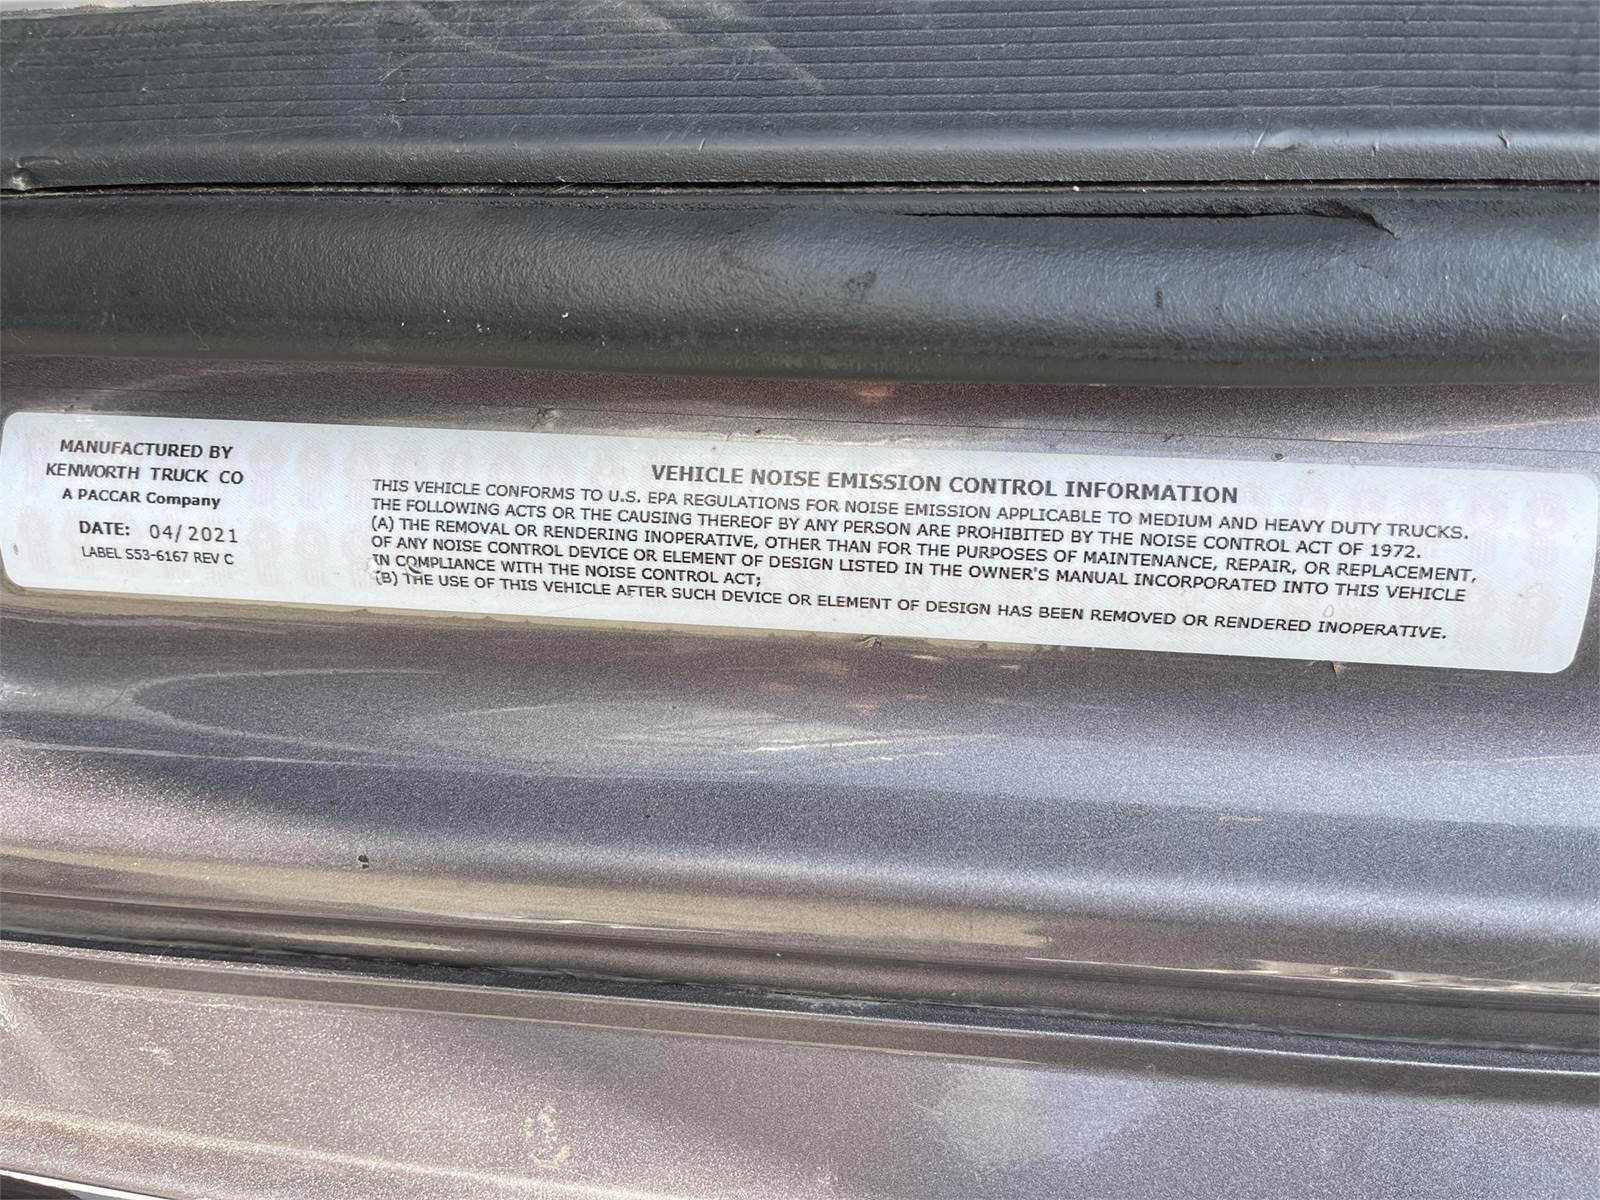 MANUFACTURED BY
KENWORTH TRUCK CO
A PACCAR Company
DATE: 04/2021
LABEL S53-6167 REV C
VEHICLE NOISE EMISSION CONTROL INFORMATION
THIS VEHICLE CONFORMS TO U.S. EPA REGULATIONS FOR NOISE EMISSION APPLICABLE TO MEDIUM AND HEAVY DUTY TRUCKS.
THE FOLLOWING ACTS OR THE CAUSING THEREOF BY ANY PERSON ARE PROHIBITED BY THE NOISE CONTROL ACT OF 1972.
(A) THE REMOVAL OR RENDERING INOPERATIVE, OTHER THAN FOR THE PURPOSES OF MAINTENANCE, REPAIR, OR REPLACEMENT,
OF ANY NOISE CONTROL DEVICE OR ELEMENT OF DESIGN LISTED IN THE OWNER'S MANUAL INCORPORATED INTO THIS VEHICLE
IN COMPLIANCE WITH THE NOISE CONTROL ACT;
(B) THE USE OF THIS VEHICLE AFTER SUCH DEVICE OR ELEMENT OF DESIGN HAS BEEN REMOVED OR RENDERED INOPERATIVE.